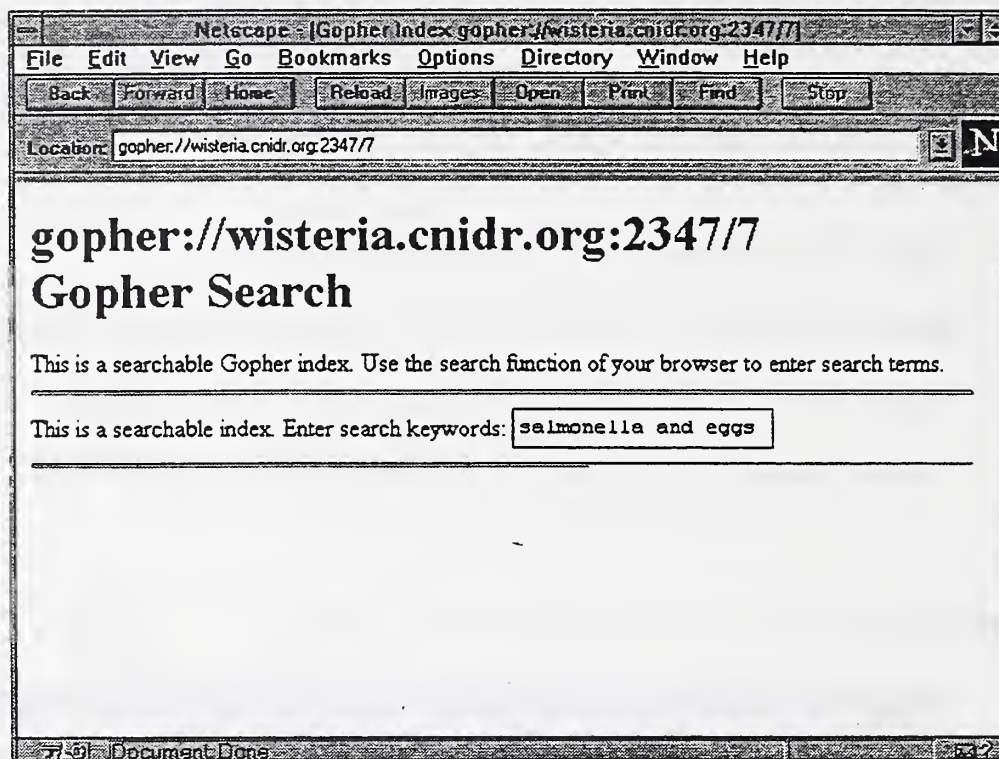 Netscape - [Gopher Index gopher://wisteria.cnidr.org:2347/7]
File Edit View Go Bookmarks Options Directory Window Help
Back Forward Home Reload Images Open Print Find Stop
Location: gopher://wisteria.cnidr.org:2347/7
N
gopher://wisteria.cnidr.org:2347/7
Gopher Search
This is a searchable Gopher index. Use the search function of your browser to enter search terms.
This is a searchable index. Enter search keywords: salmonella and eggs
Document Done